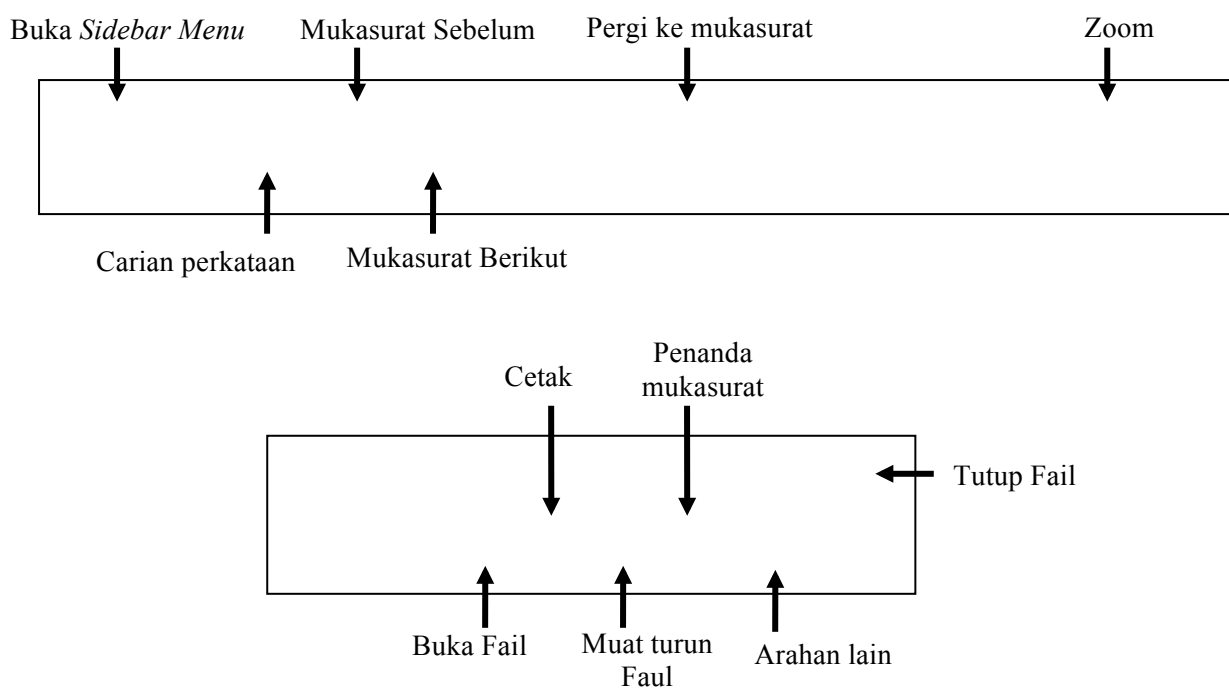 Buka Sidebar Menu
Mukasurat Sebelum
Pergi ke mukasurat
Zoom
Carian perkataan
Mukasurat Berikut
Cetak
Penanda
mukasurat
Tutup Fail
Buka Fail
Muat turun
Faul
Arahan lain